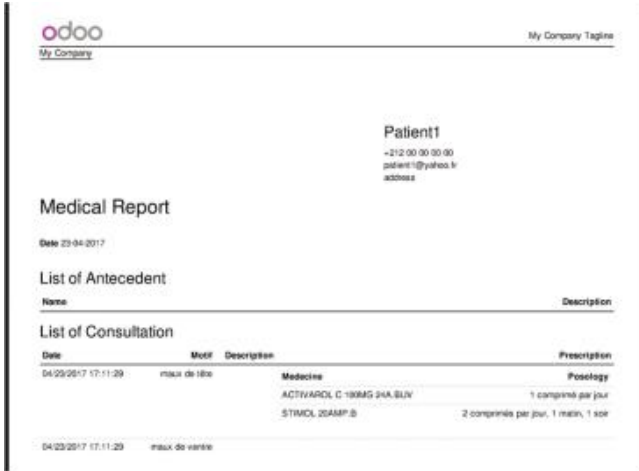 odoo
My Company Tagline
My Company
Patient1
+212 00 00 00 00
patient1@yahoo.fr
address
Medical Report
Date 23-04-2017
List of Antecedent
Name Description
List of Consultation
Date Motif Description Prescription
04/23/2017 17:11:29 maux de tête Medecine Posology
ACTIVAROL C 100MG 24A.BUV 1 comprimé par jour
STIMOL 20AMP.B 2 comprimés par jour, 1 matin, 1 soir
04/23/2017 17:11:29 maux de ventre